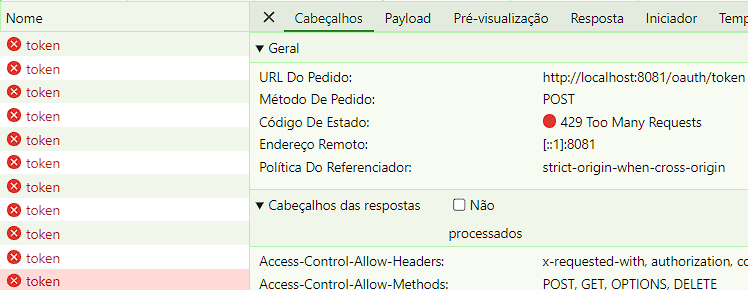 Nome
token
token
token
token
token
token
token
token
token
token
token
Cabeçalhos Payload Pré-visualização Resposta Iniciador
Geral
URL Do Pedido: http://localhost:8081/oauth/token
Método De Pedido: POST
Código De Estado: 429 Too Many Requests
Endereço Remoto: [::1]:8081
Política Do Referenciador: strict-origin-when-cross-origin
Cabeçalhos das respostas Não
processados
Access-Control-Allow-Headers: x-requested-with, authorization,
Access-Control-Allow-Methods: POST, GET, OPTIONS, DELETE